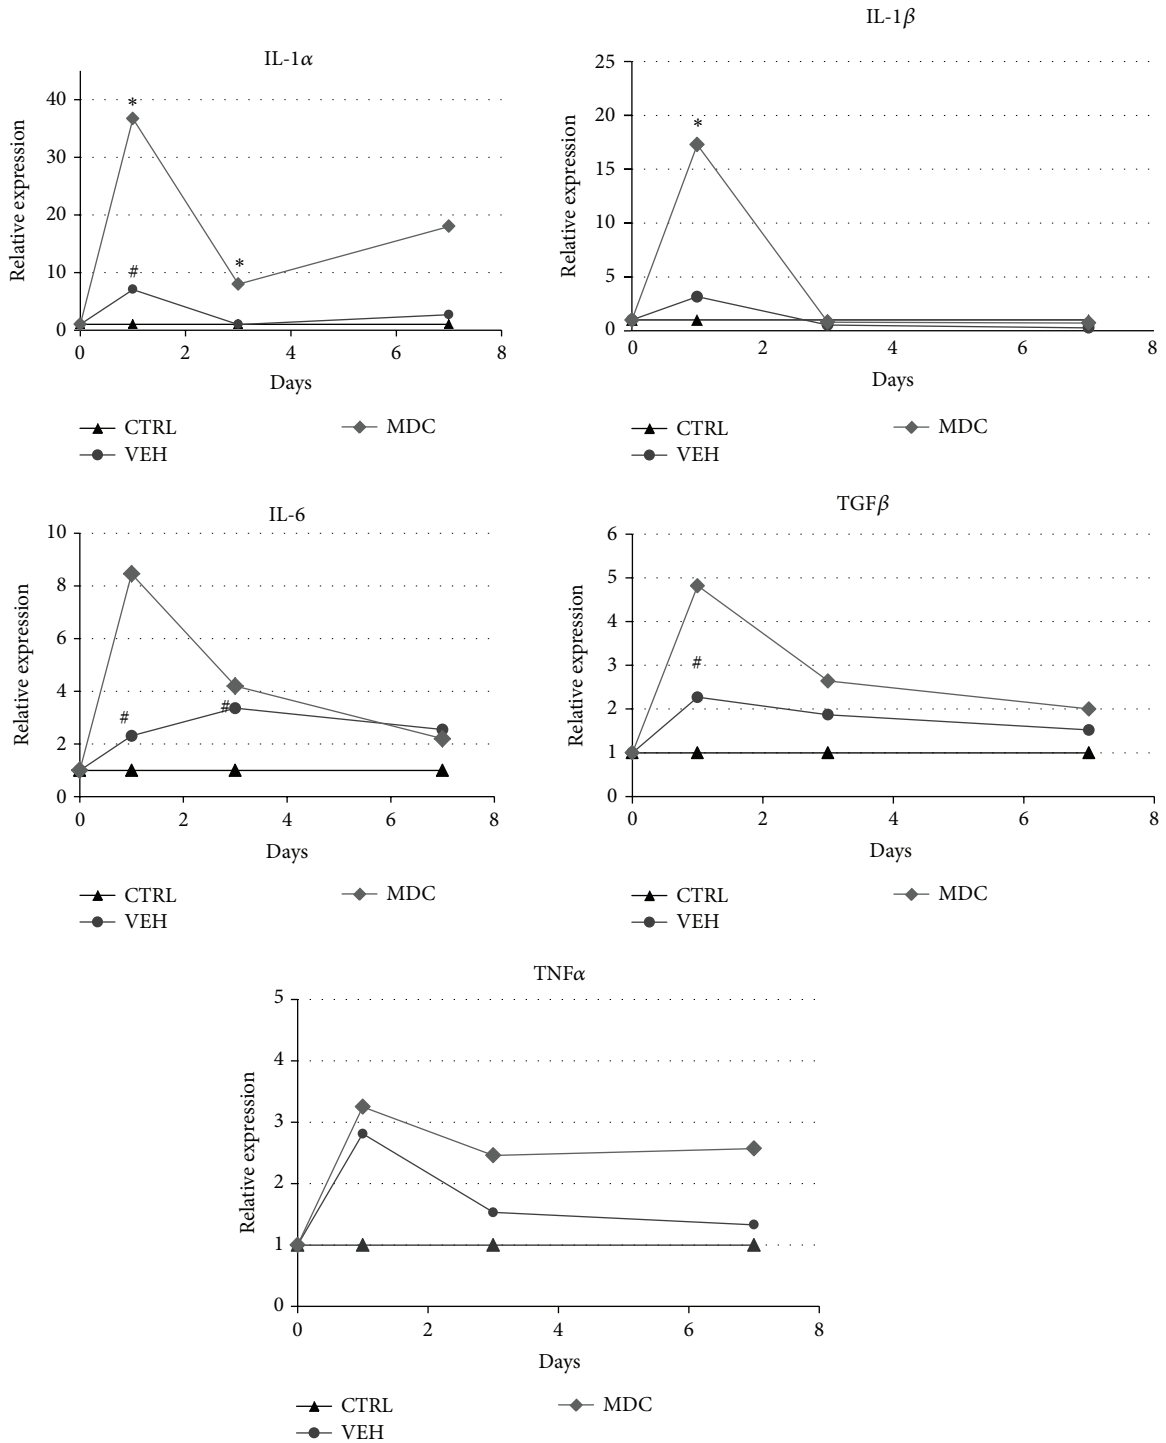 IL-1α
Relative expression
40
30
20
10
0
*
#
*
0 2 4 6 8
Days
CTRL
VEH
MDC
IL-1β
Relative expression
25
20
15
10
5
0
*
0 2 4 6 8
Days
CTRL
VEH
MDC
IL-6
Relative expression
10
8
6
4
2
0
#
#
0 2 4 6 8
Days
CTRL
VEH
MDC
TGFβ
Relative expression
6
5
4
3
2
1
0
#
0 2 4 6 8
Days
CTRL
VEH
MDC
TNFα
Relative expression
5
4
3
2
1
0
0 2 4 6 8
Days
CTRL
VEH
MDC